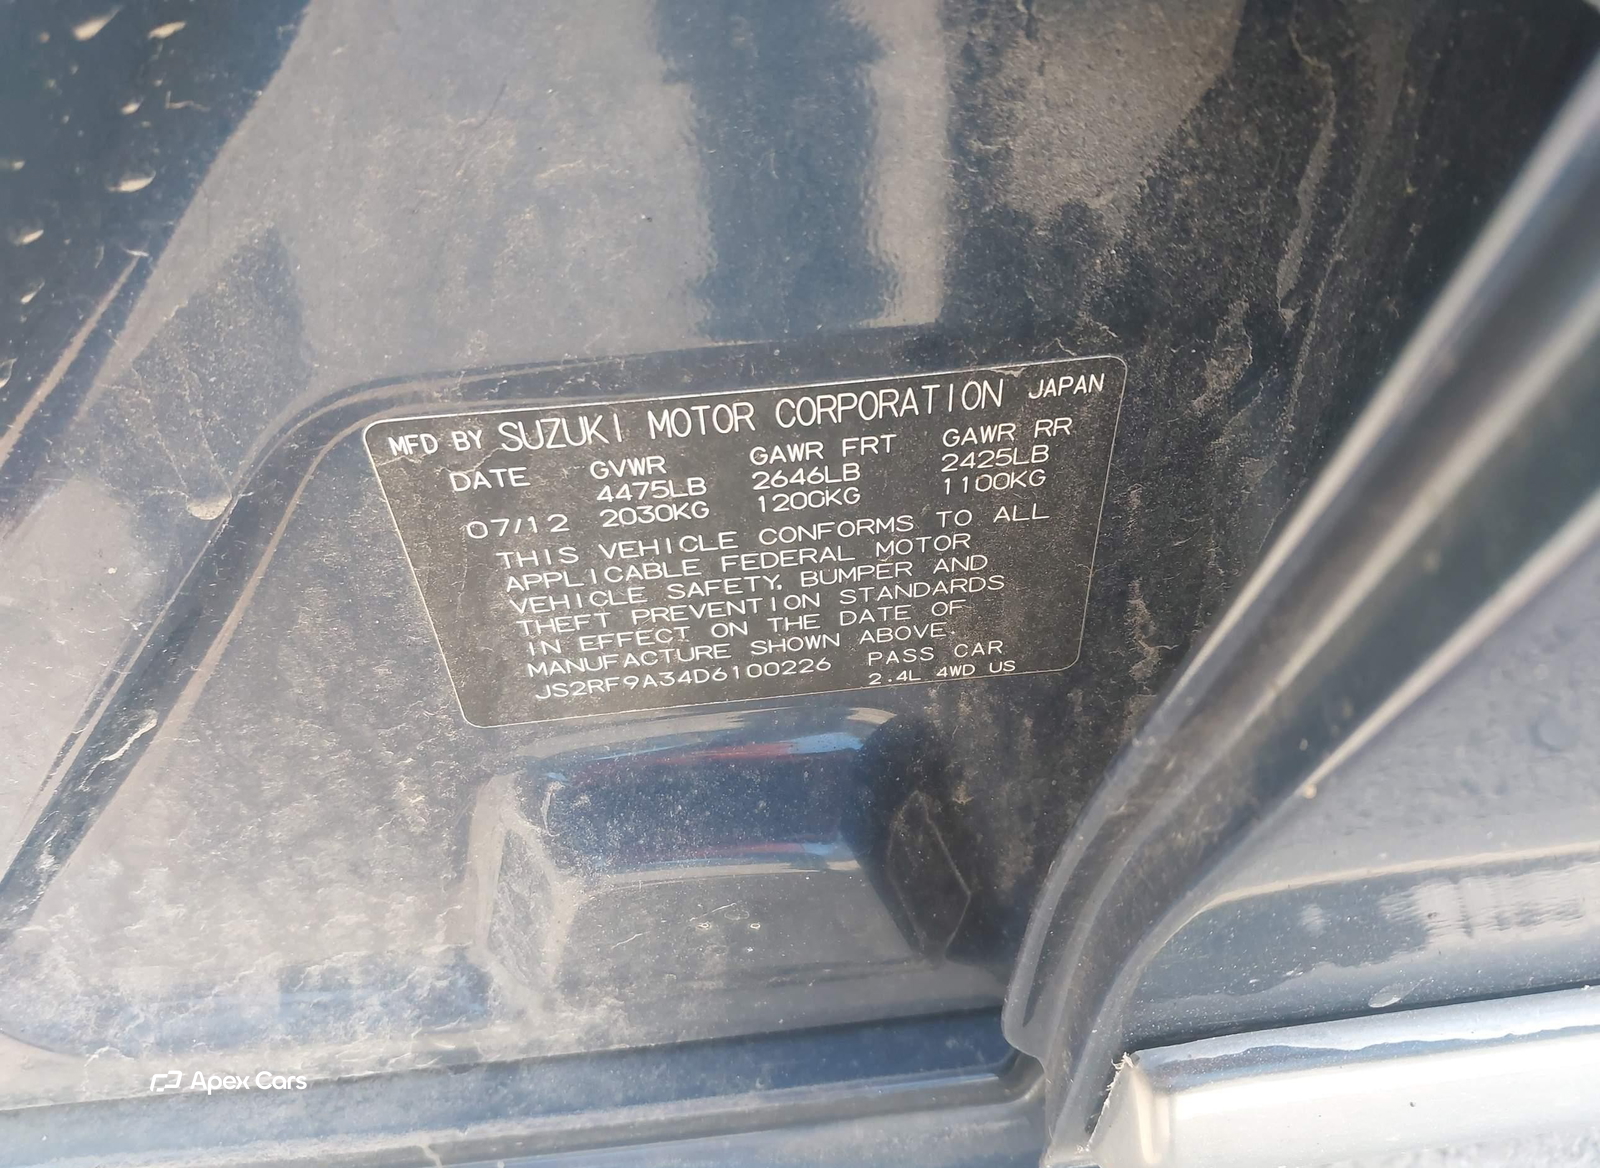 MFD BY SUZUKI MOTOR CORPORATION JAPAN
DATE GVWR GAWR FRT GAWR RR
4475LB 2646LB 2425LB
07/12 2030KG 1200KG 1100KG
THIS VEHICLE CONFORMS TO ALL
APPLICABLE FEDERAL MOTOR
VEHICLE SAFETY, BUMPER AND
THEFT PREVENTION STANDARDS
IN EFFECT ON THE DATE OF
MANUFACTURE SHOWN ABOVE.
JS2RF9A34D6100226 PASS CAR
2.4L 4WD US
Apex Cars